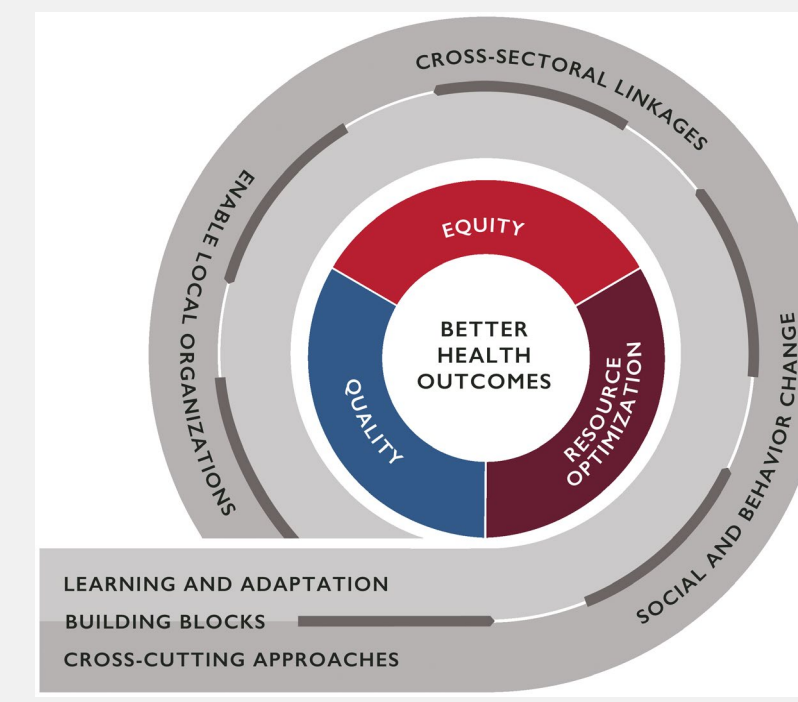 CROSS-SECTORAL LINKAGES
ENABLE LOCAL ORGANIZATIONS
EQUITY
BETTER
HEALTH
OUTCOMES
QUALITY
RESOURCE
OPTIMIZATION
SOCIAL AND BEHAVIOR CHANGE
LEARNING AND ADAPTATION
BUILDING BLOCKS
CROSS-CUTTING APPROACHES